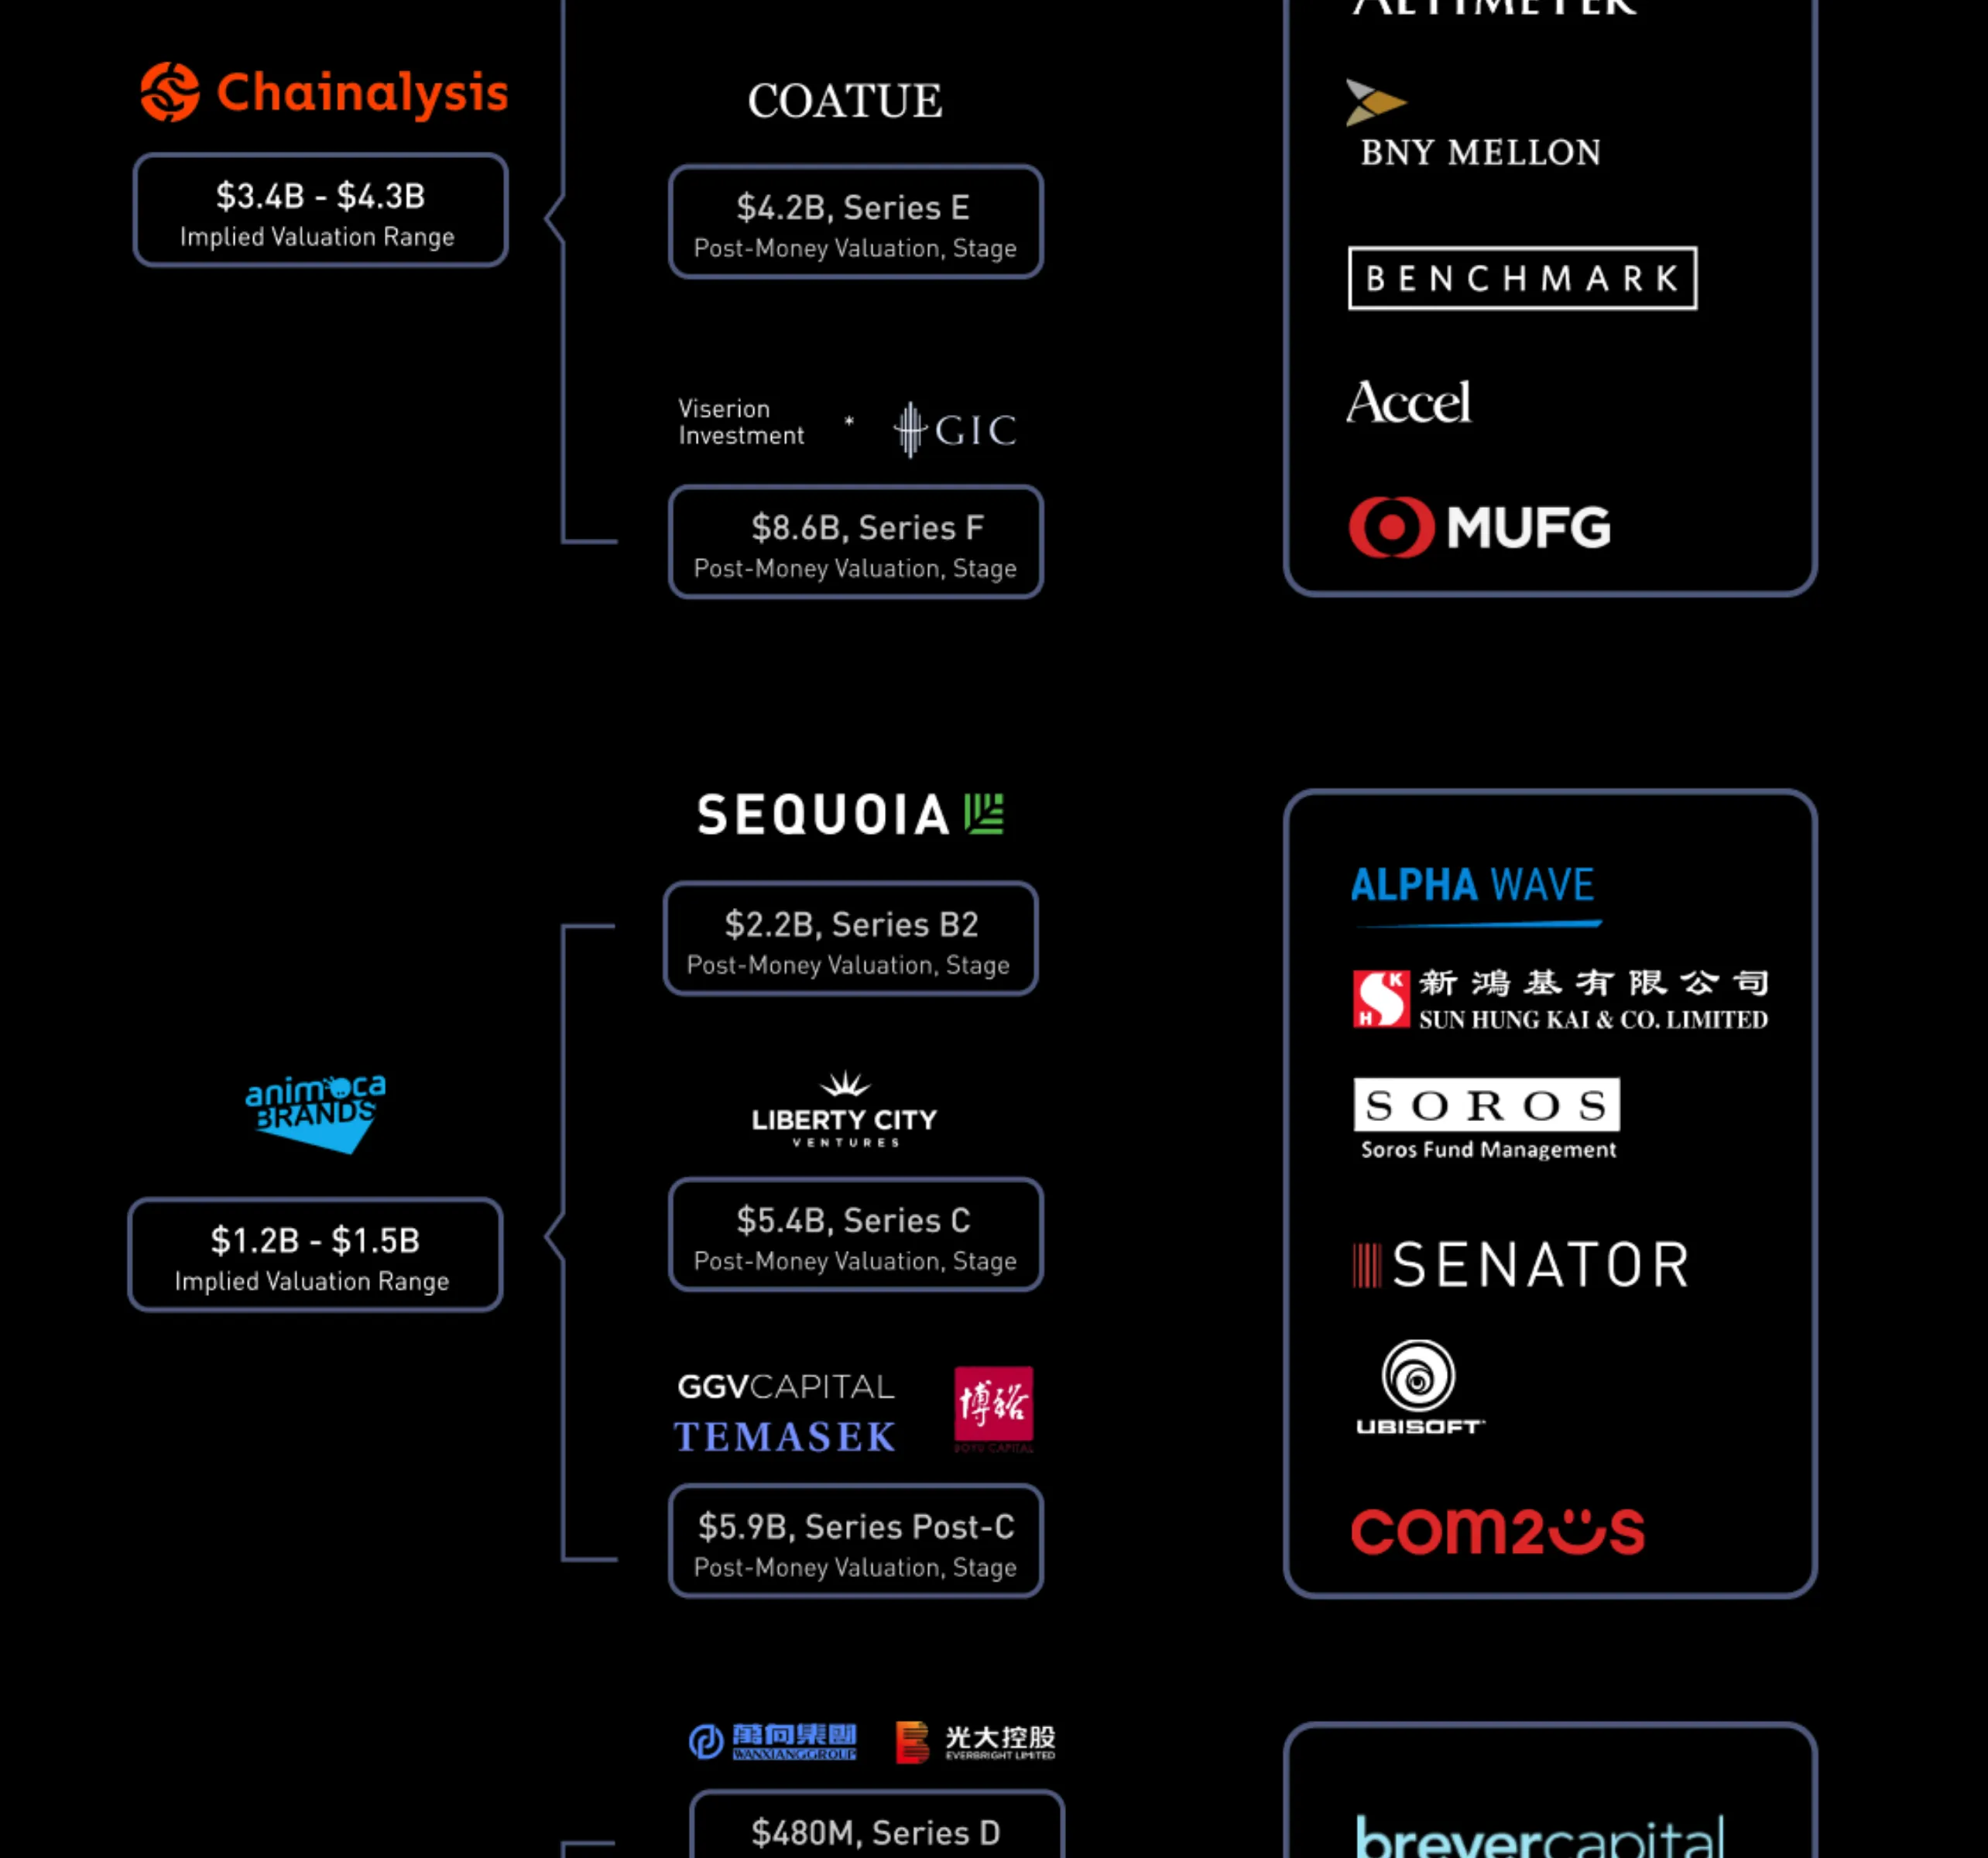 ALTIMETER
Chainalysis
$3.4B - $4.3B
Implied Valuation Range
COATUE
$4.2B, Series E
Post-Money Valuation, Stage
Viserion
Investment
*
GIC
$8.6B, Series F
Post-Money Valuation, Stage
BNY MELLON
BENCHMARK
Accel
MUFG
animoca
BRANDS
$1.2B - $1.5B
Implied Valuation Range
SEQUOIA
$2.2B, Series B2
Post-Money Valuation, Stage
LIBERTY CITY
VENTURES
$5.4B, Series C
Post-Money Valuation, Stage
GGVCAPITAL
TEMASEK
博裕
BOYU CAPITAL
$5.9B, Series Post-C
Post-Money Valuation, Stage
ALPHA WAVE
SHK
新鴻基有限公司
SUN HUNG KAI & CO. LIMITED
SOROS
Soros Fund Management
SENATOR
UBISOFT
com2us
萬向集團
WANXIANGGROUP
光大控股
EVERBRIGHT LIMITED
$480M, Series D
breyercapital